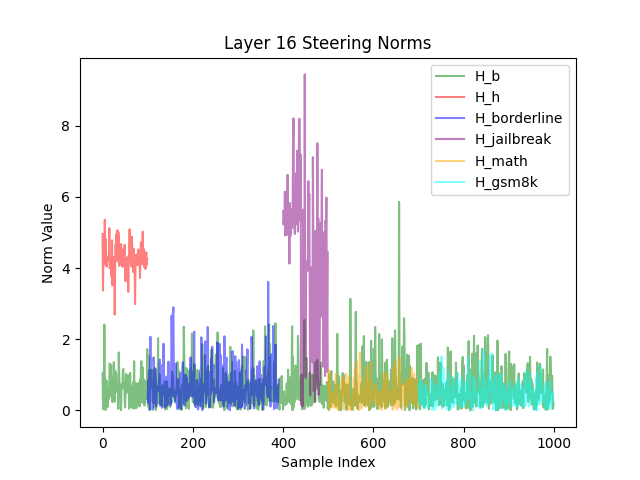 Layer 16 Steering Norms
H_b
H_h
H_borderline
H_jailbreak
H_math
H_gsm8k
8
6
4
2
0
Norm Value
0 200 400 600 800 1000
Sample Index